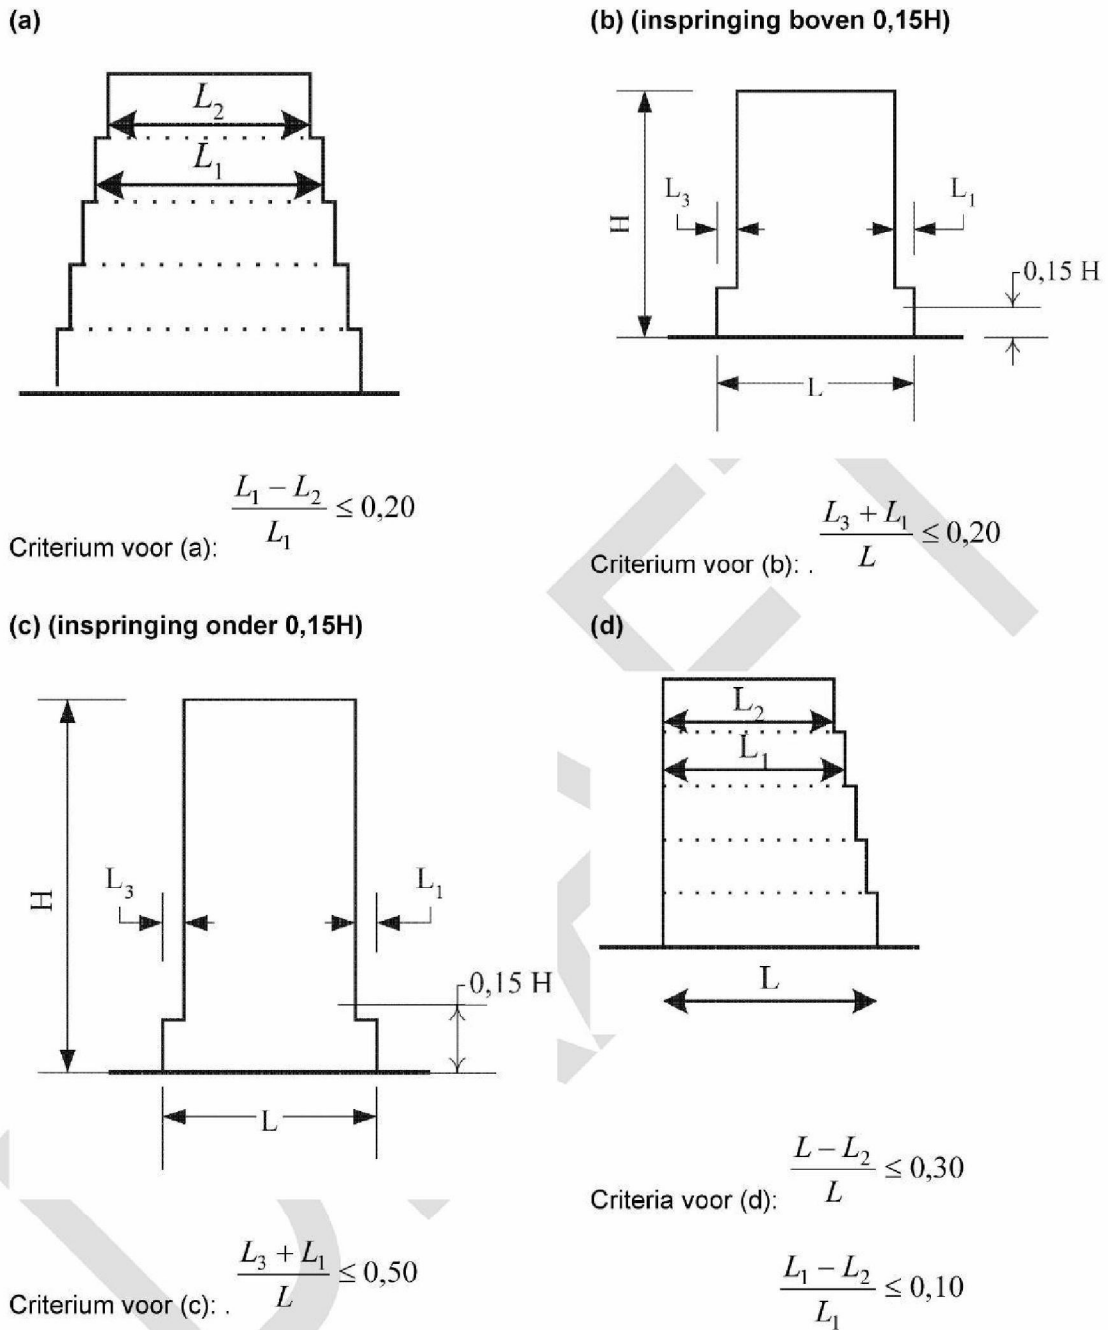 (a)
L₂
L₁
(b) (inspringing boven 0,15H)
H
L₃
L₁
0,15 H
L
Criterium voor (a): (L₁ − L₂)/L₁ ≤ 0,20
Criterium voor (b): . (L₃ + L₁)/L ≤ 0,20
(c) (inspringing onder 0,15H)
H
L₃
L₁
0,15 H
L
Criterium voor (c): . (L₃ + L₁)/L ≤ 0,50
(d)
L₂
L₁
L
Criteria voor (d): (L − L₂)/L ≤ 0,30
(L₁ − L₂)/L₁ ≤ 0,10